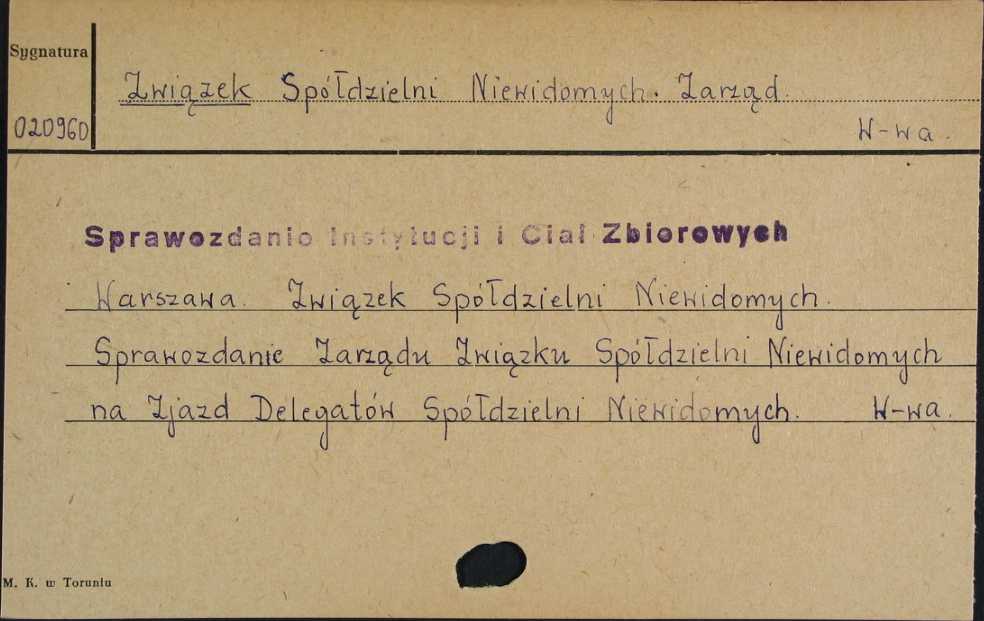 Sygnatura
Związek Spółdzielni Niewidomych. Zarząd.
020960
W-wa.
Sprawozdanie Instytucji i Ciał Zbiorowych
Warszawa. Związek Spółdzielni Niewidomych.
Sprawozdanie Zarządu Związku Spółdzielni Niewidomych
na Zjazd Delegatów Spółdzielni Niewidomych. W-wa.
M. K. w Toruniu